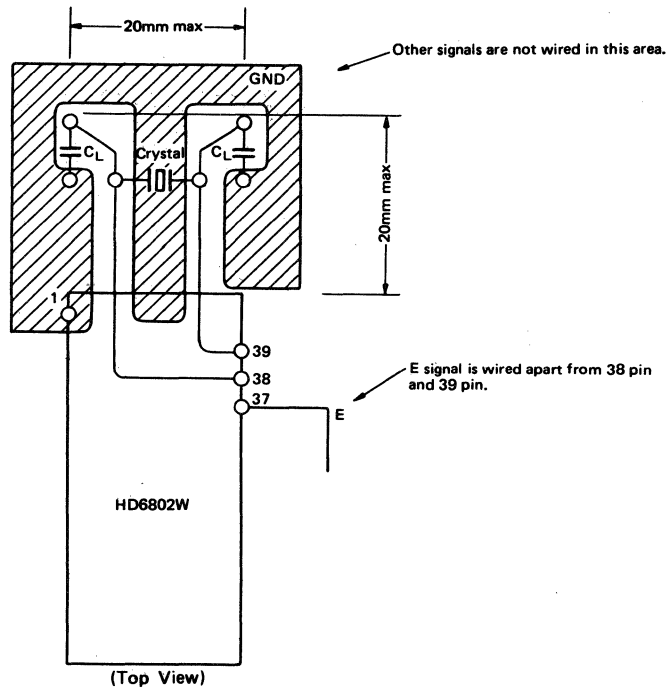 20mm max
Other signals are not wired in this area.
GND
CL
Crystal
CL
20mm max
1
39
38
E signal is wired apart from 38 pin
and 39 pin.
37
E
HD6802W
(Top View)